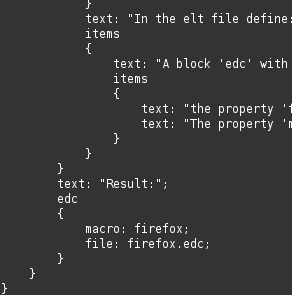 }
text: "In the elt file define:
items
{
text: "A block 'edc' with
items
{
text: "the property '
text: "The property '
}
}
}
text: "Result:";
edc
{
macro: firefox;
file: firefox.edc;
}
}
}